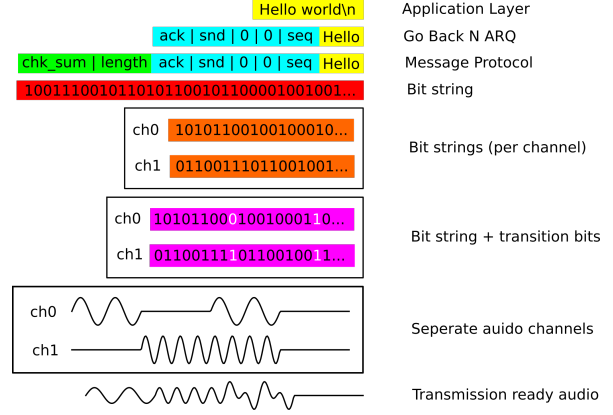 Hello world\n Application Layer
ack | snd | 0 | 0 | seq Hello Go Back N ARQ
chk_sum | length ack | snd | 0 | 0 | seq Hello Message Protocol
1001110010110101100101100001001001... Bit string
ch0 10101100100100010...
Bit strings (per channel)
ch1 01100111011001001...
ch0 10101100001001000110...
Bit string + transition bits
ch1 0110011110110010011...
ch0
Seperate auido channels
ch1
Transmission ready audio